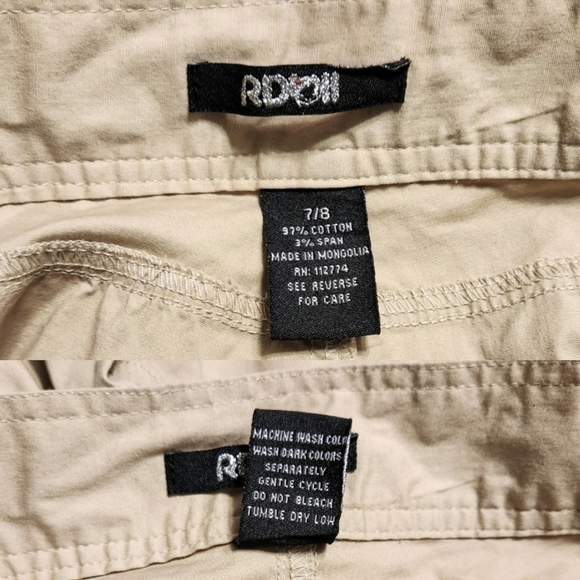 7/8
97% COTTON
3% SPAN
MADE IN MONGOLIA
RN: 112774
SEE REVERSE
FOR CARE
MACHINE WASH COLD
WASH DARK COLORS
SEPARATELY
GENTLE CYCLE
DO NOT BLEACH
TUMBLE DRY LOW